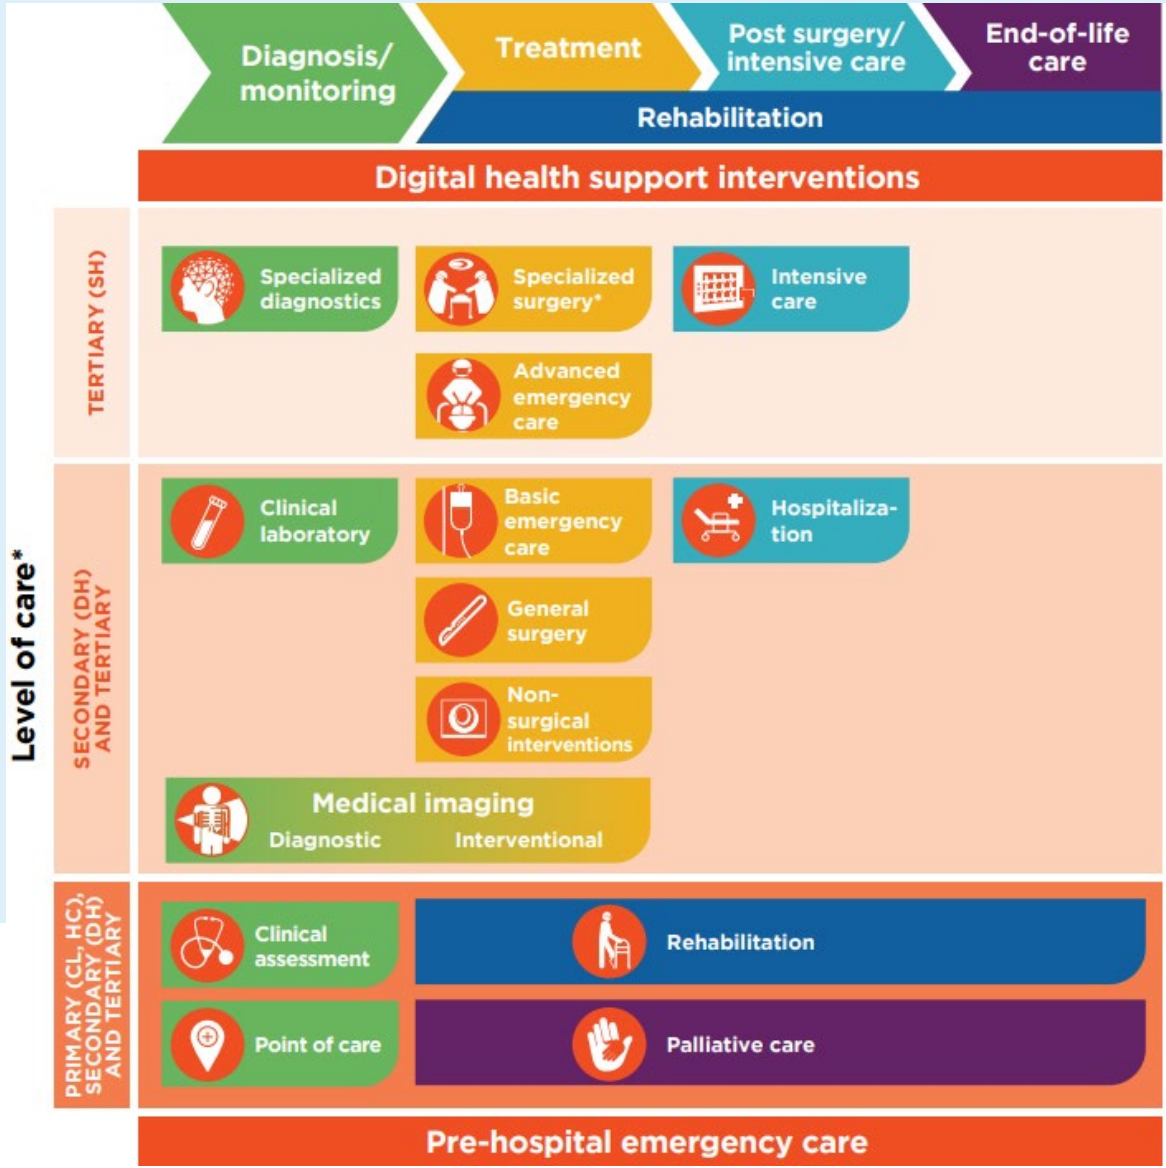 Diagnosis/
monitoring
Treatment
Post surgery/
intensive care
End-of-life
care
Rehabilitation
Digital health support interventions
Level of care*
TERTIARY (SH)
Specialized
diagnostics
Specialized
surgery*
Intensive
care
Advanced
emergency
care
SECONDARY (DH)
AND TERTIARY
Clinical
laboratory
Basic
emergency
care
Hospitaliza-
tion
General
surgery
Non-
surgical
interventions
Medical imaging
Diagnostic
Interventional
PRIMARY (CL, HC),
SECONDARY (DH)
AND TERTIARY
Clinical
assessment
Rehabilitation
Point of care
Palliative care
Pre-hospital emergency care